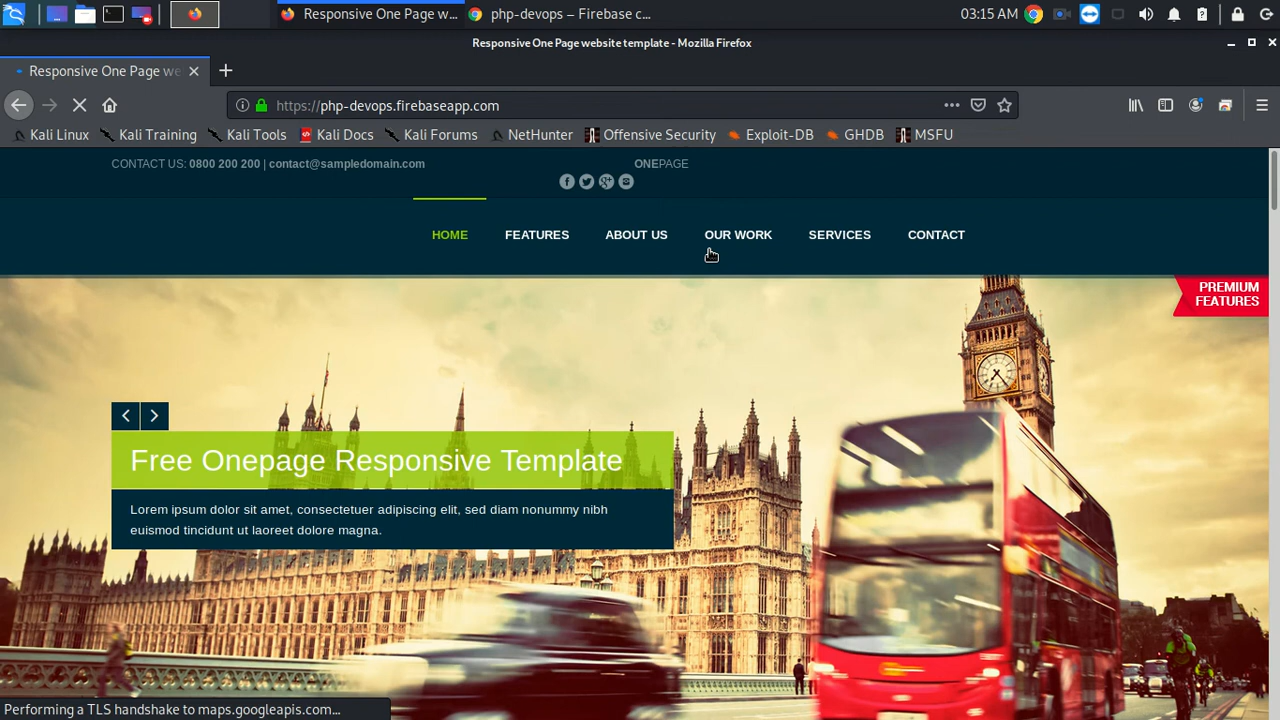 Responsive One Page w...
php-devops – Firebase c...
03:15 AM
Responsive One Page website template - Mozilla Firefox
Responsive One Page we
https://php-devops.firebaseapp.com
Kali Linux
Kali Training
Kali Tools
Kali Docs
Kali Forums
NetHunter
Offensive Security
Exploit-DB
GHDB
MSFU
CONTACT US: 0800 200 200 | contact@sampledomain.com
ONEPAGE
HOME
FEATURES
ABOUT US
OUR WORK
SERVICES
CONTACT
PREMIUM
FEATURES
Free Onepage Responsive Template
Lorem ipsum dolor sit amet, consectetuer adipiscing elit, sed diam nonummy nibh
euismod tincidunt ut laoreet dolore magna.
Performing a TLS handshake to maps.googleapis.com...